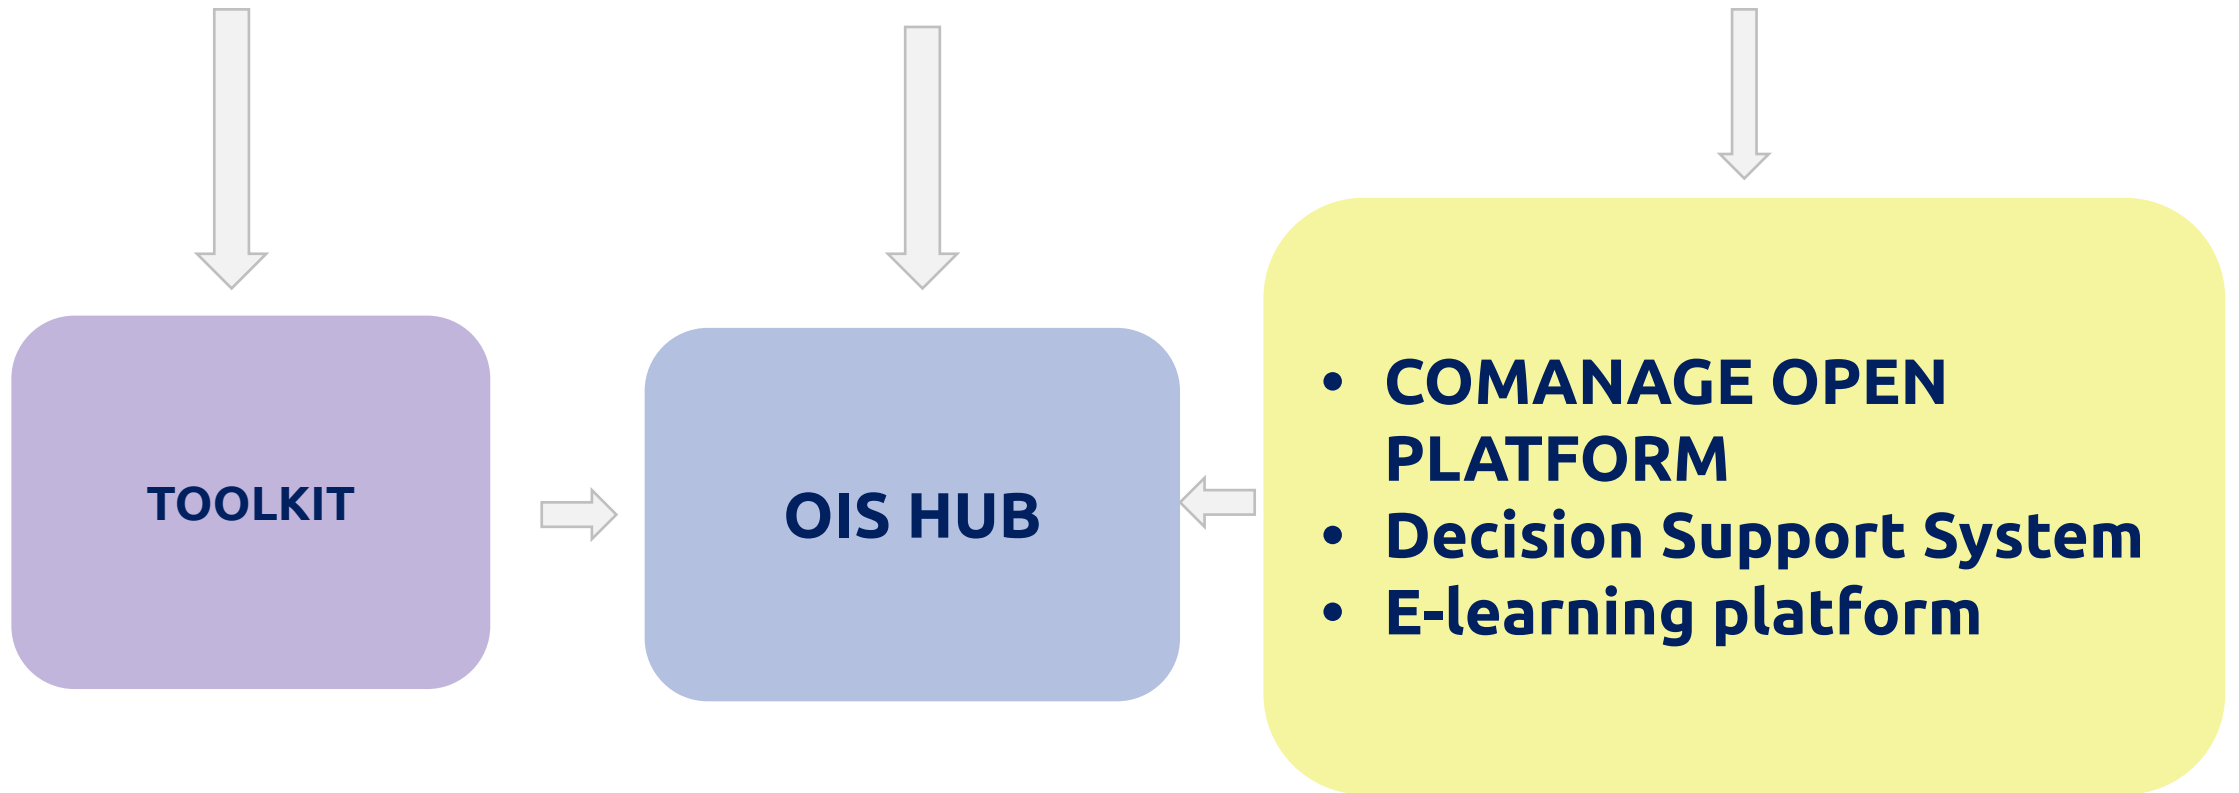 TOOLKIT
OIS HUB
• COMANAGE OPEN
PLATFORM
• Decision Support System
• E-learning platform